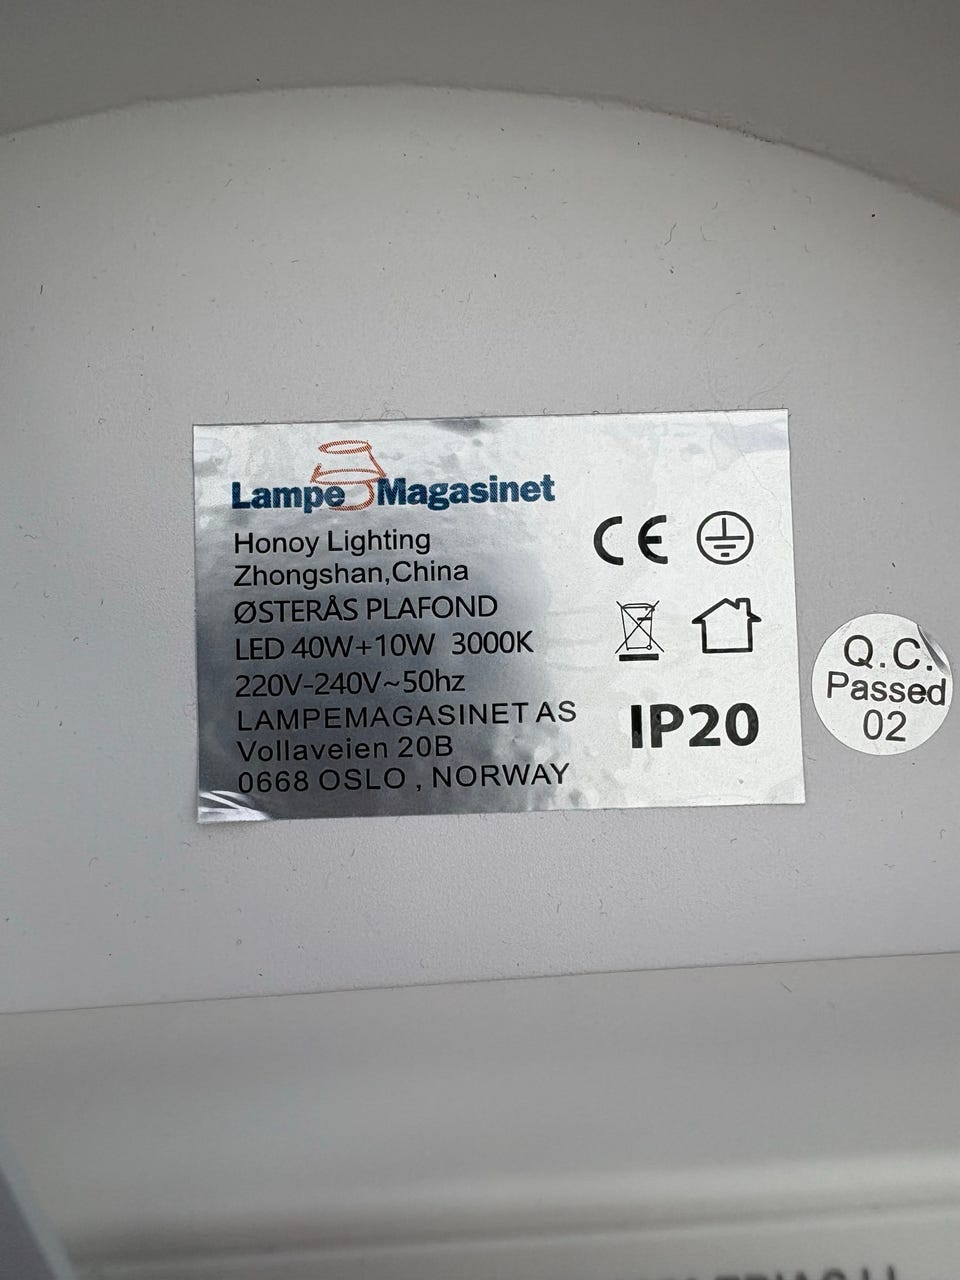 Lampe Magasinet
Honoy Lighting
Zhongshan,China
ØSTERÅS PLAFOND
LED 40W+10W 3000K
220V-240V~50hz
LAMPEMAGASINET AS
Vollaveien 20B
0668 OSLO , NORWAY
CE
IP20
Q.C.
Passed
02